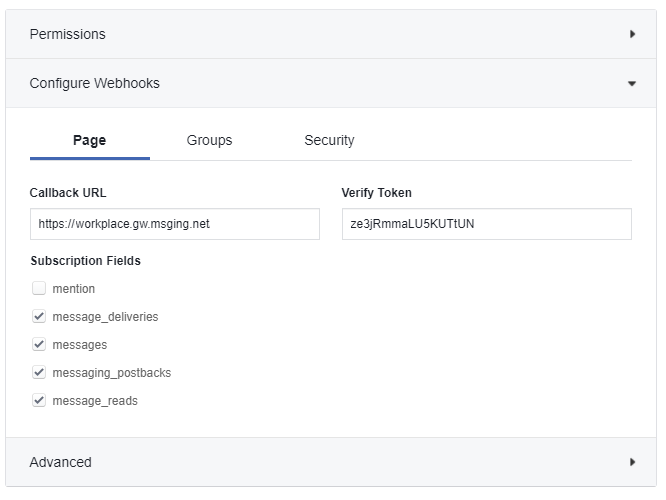 Permissions
Configure Webhooks
Page Groups Security
Callback URL Verify Token
https://workplace.gw.msging.net ze3jRmmaLU5KUTtUN
Subscription Fields
mention
message_deliveries
messages
messaging_postbacks
message_reads
Advanced